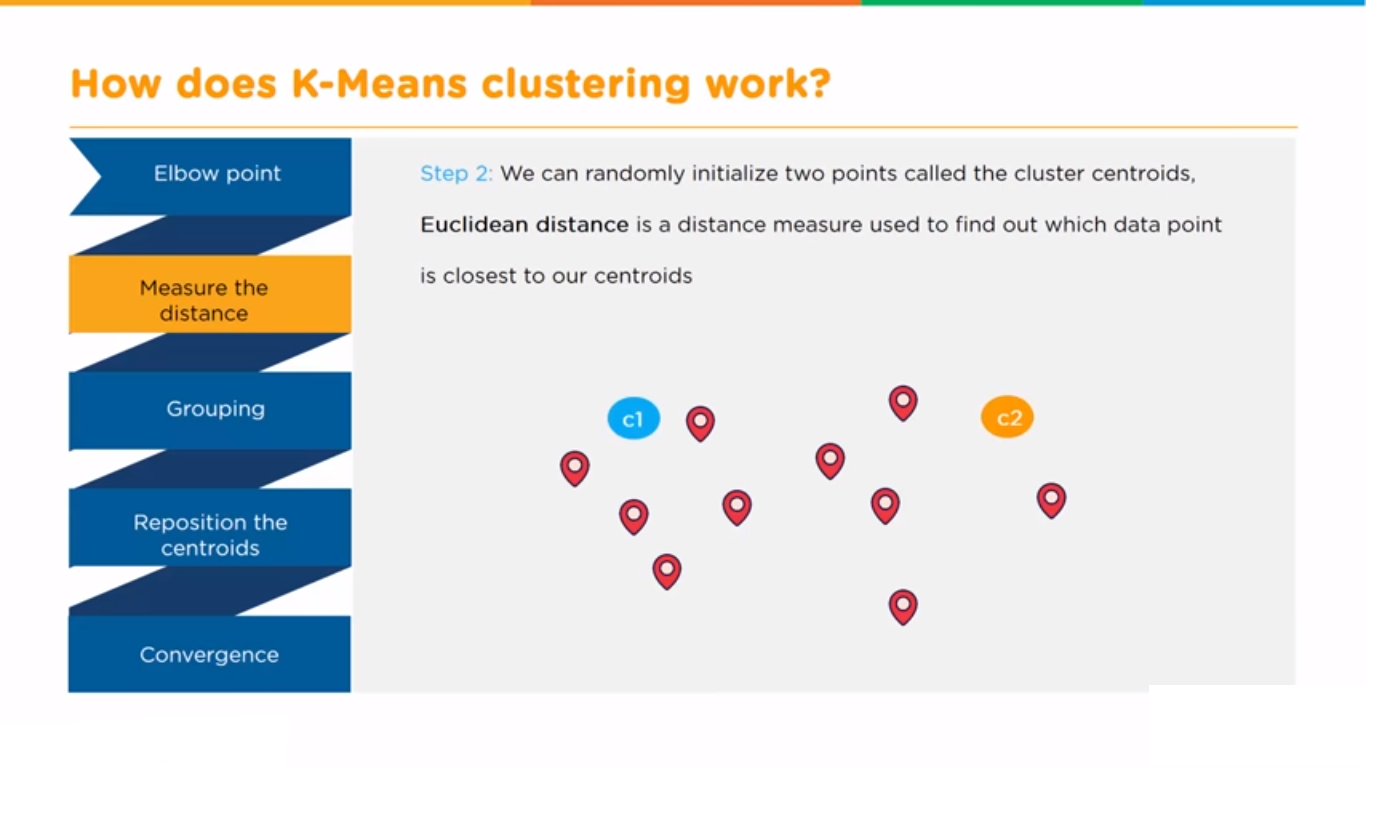 How does K-Means clustering work?
Elbow point
Measure the
distance
Grouping
Reposition the
centroids
Convergence
Step 2: We can randomly initialize two points called the cluster centroids,
Euclidean distance is a distance measure used to find out which data point
is closest to our centroids
c1
c2